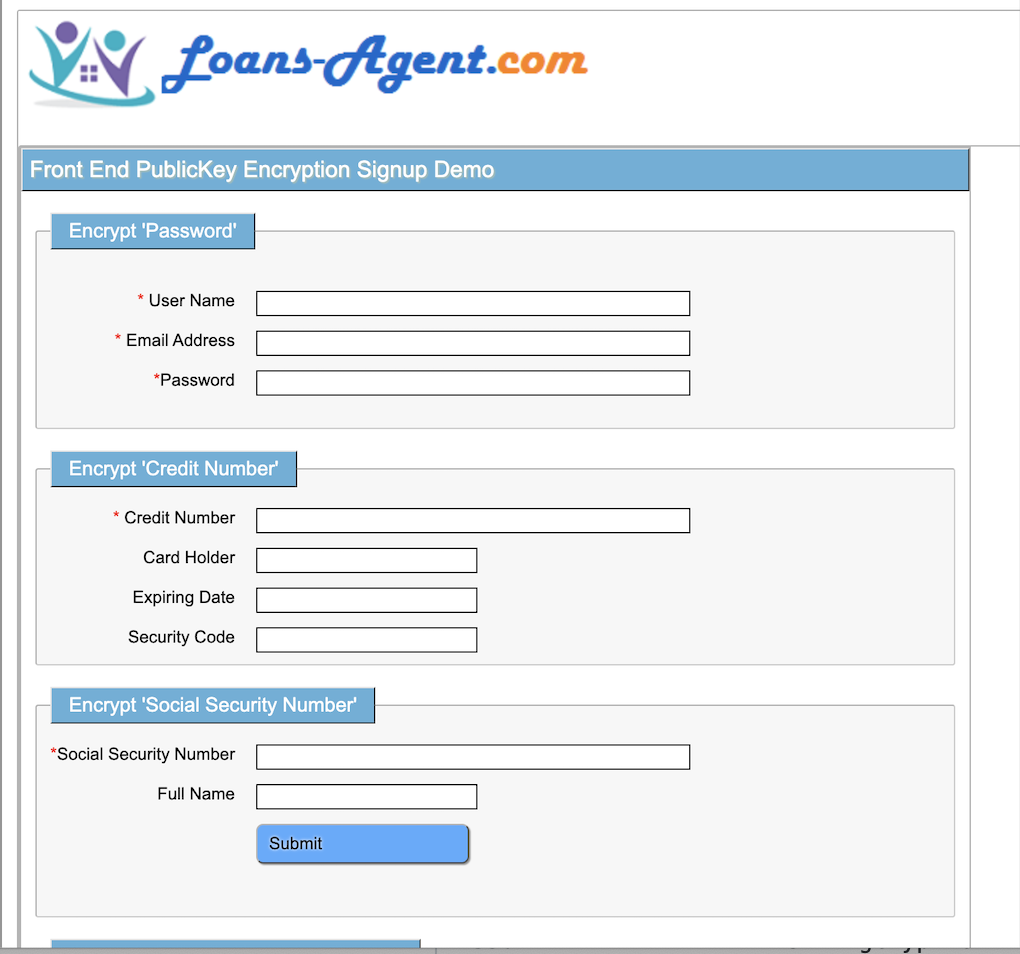 Loans-Agent.com
Front End PublicKey Encryption Signup Demo
Encrypt 'Password'
* User Name
* Email Address
*Password
Encrypt 'Credit Number'
* Credit Number
Card Holder
Expiring Date
Security Code
Encrypt 'Social Security Number'
*Social Security Number
Full Name
Submit